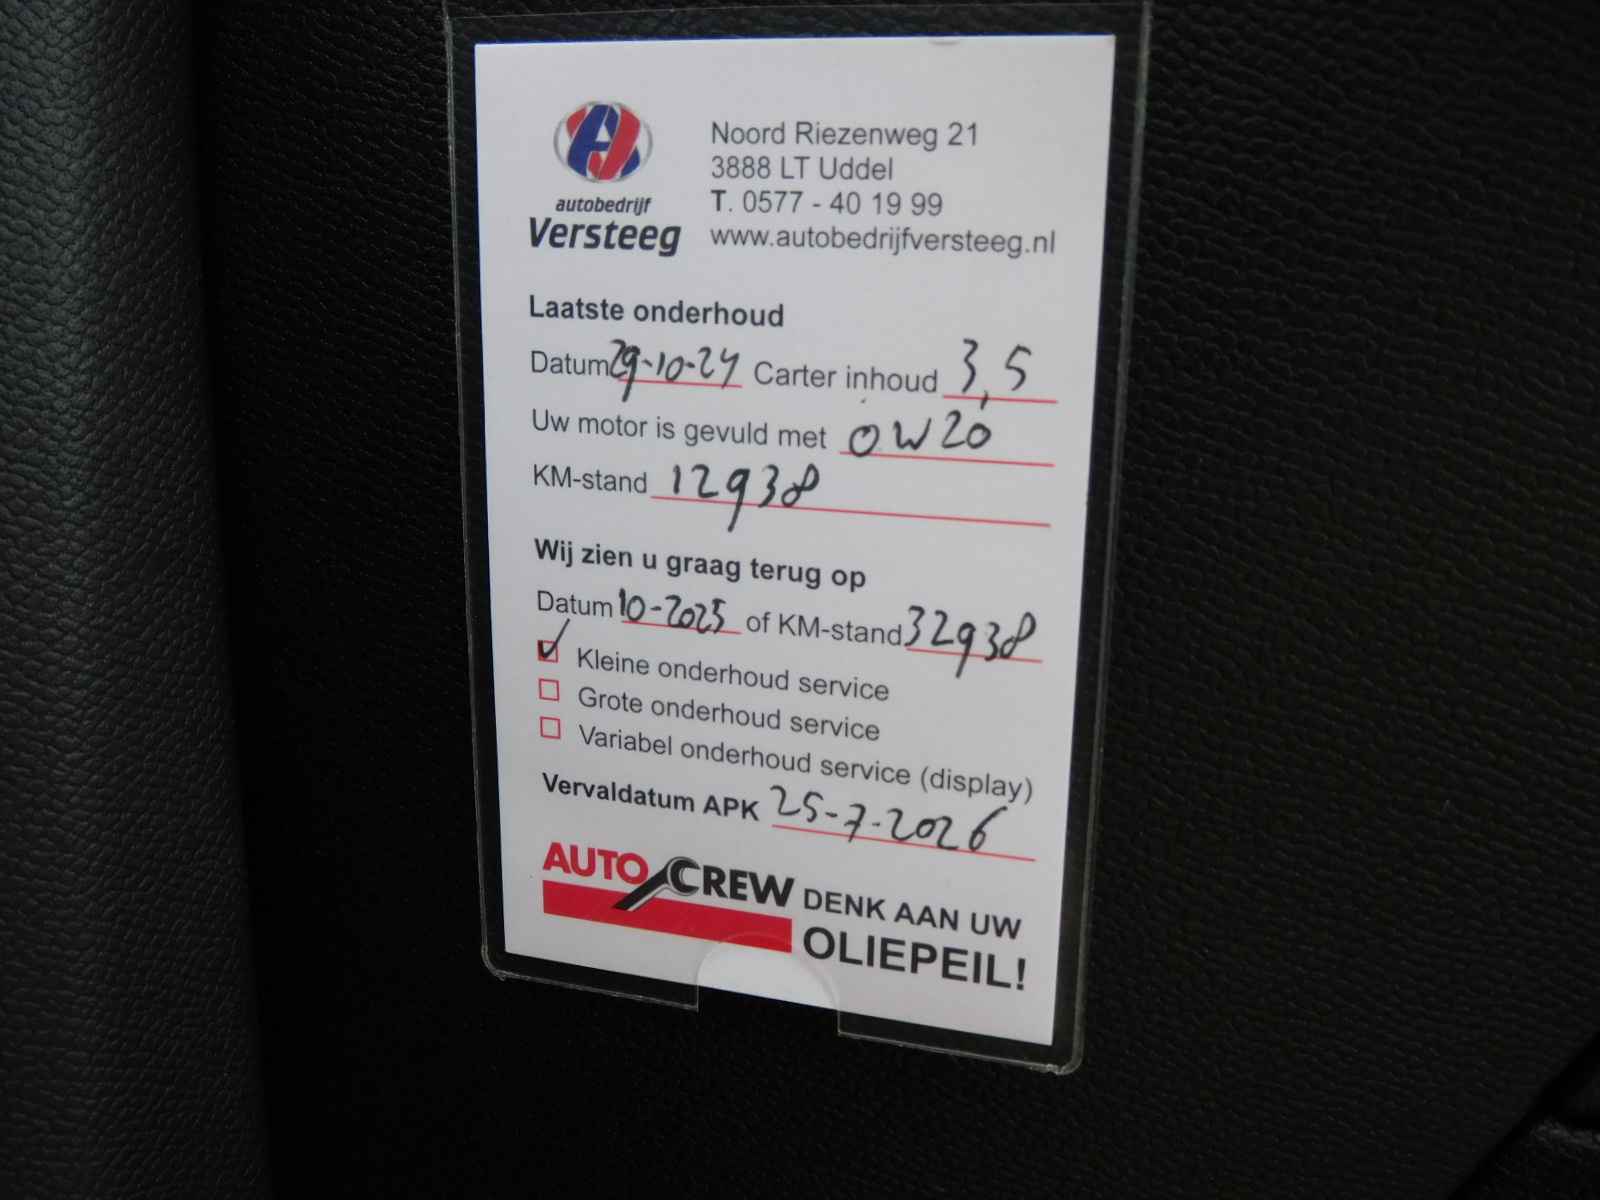 autobedrijf
Versteeg
Noord Riezenweg 21
3888 LT Uddel
T. 0577 - 40 19 99
www.autobedrijfversteeg.nl
Laatste onderhoud
Datum 29-10-24 Carter inhoud 3,5
Uw motor is gevuld met 0W20
KM-stand 12938
Wij zien u graag terug op
Datum 10-2025 of KM-stand 32938
Kleine onderhoud service
Grote onderhoud service
Variabel onderhoud service (display)
Vervaldatum APK 25-7-2026
AUTO CREW
DENK AAN UW
OLIEPEIL!